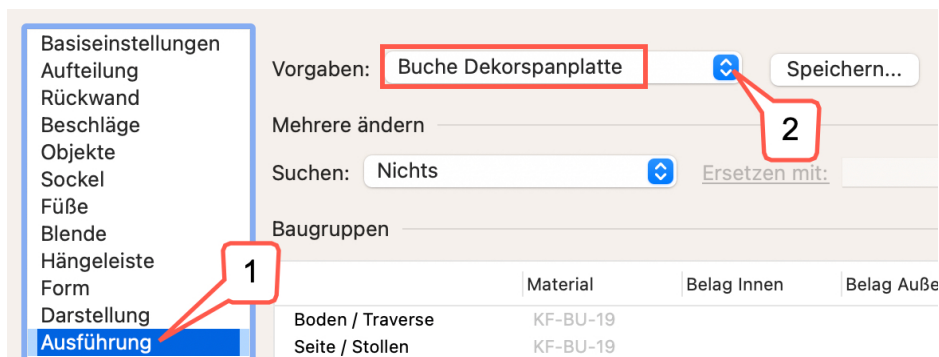 Basiseinstellungen
Aufteilung
Rückwand
Beschläge
Objekte
Sockel
Füße
Blende
Hängeleiste
Form
Darstellung
Ausführung
1
Vorgaben: Buche Dekorspanplatte
Speichern...
2
Mehrere ändern
Suchen: Nichts
Ersetzen mit:
Baugruppen
Material Belag Innen Belag Auße
Boden / Traverse KF-BU-19
Seite / Stollen KF-BU-19